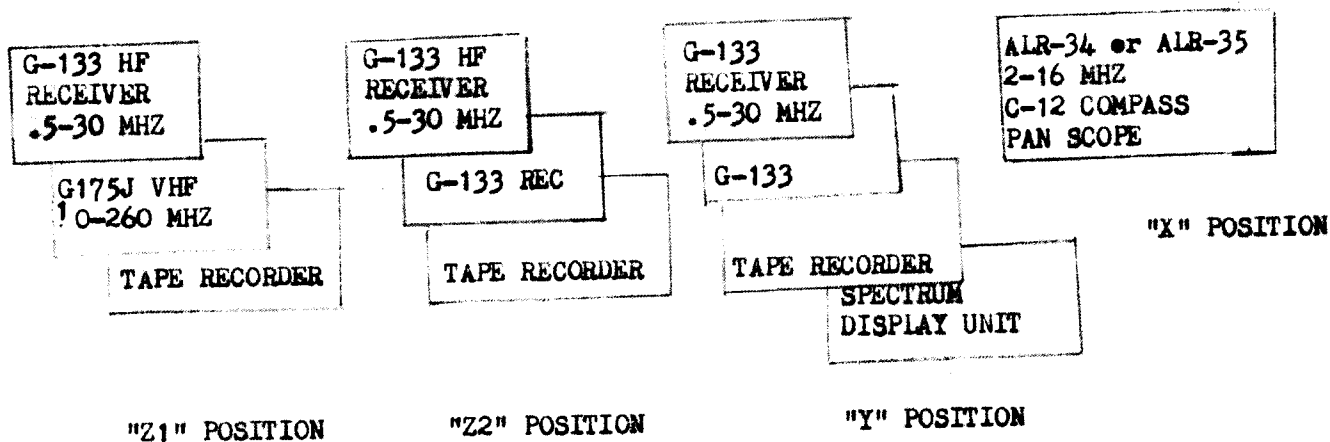 G-133 HF
RECEIVER
.5-30 MHZ
G175J VHF
10-260 MHZ
TAPE RECORDER
"Z1" POSITION
G-133 HF
RECEIVER
.5-30 MHZ
G-133 REC
TAPE RECORDER
"Z2" POSITION
G-133
RECEIVER
.5-30 MHZ
G-133
TAPE RECORDER
SPECTRUM
DISPLAY UNIT
"Y" POSITION
ALR-34 or ALR-35
2-16 MHZ
C-12 COMPASS
PAN SCOPE
"X" POSITION